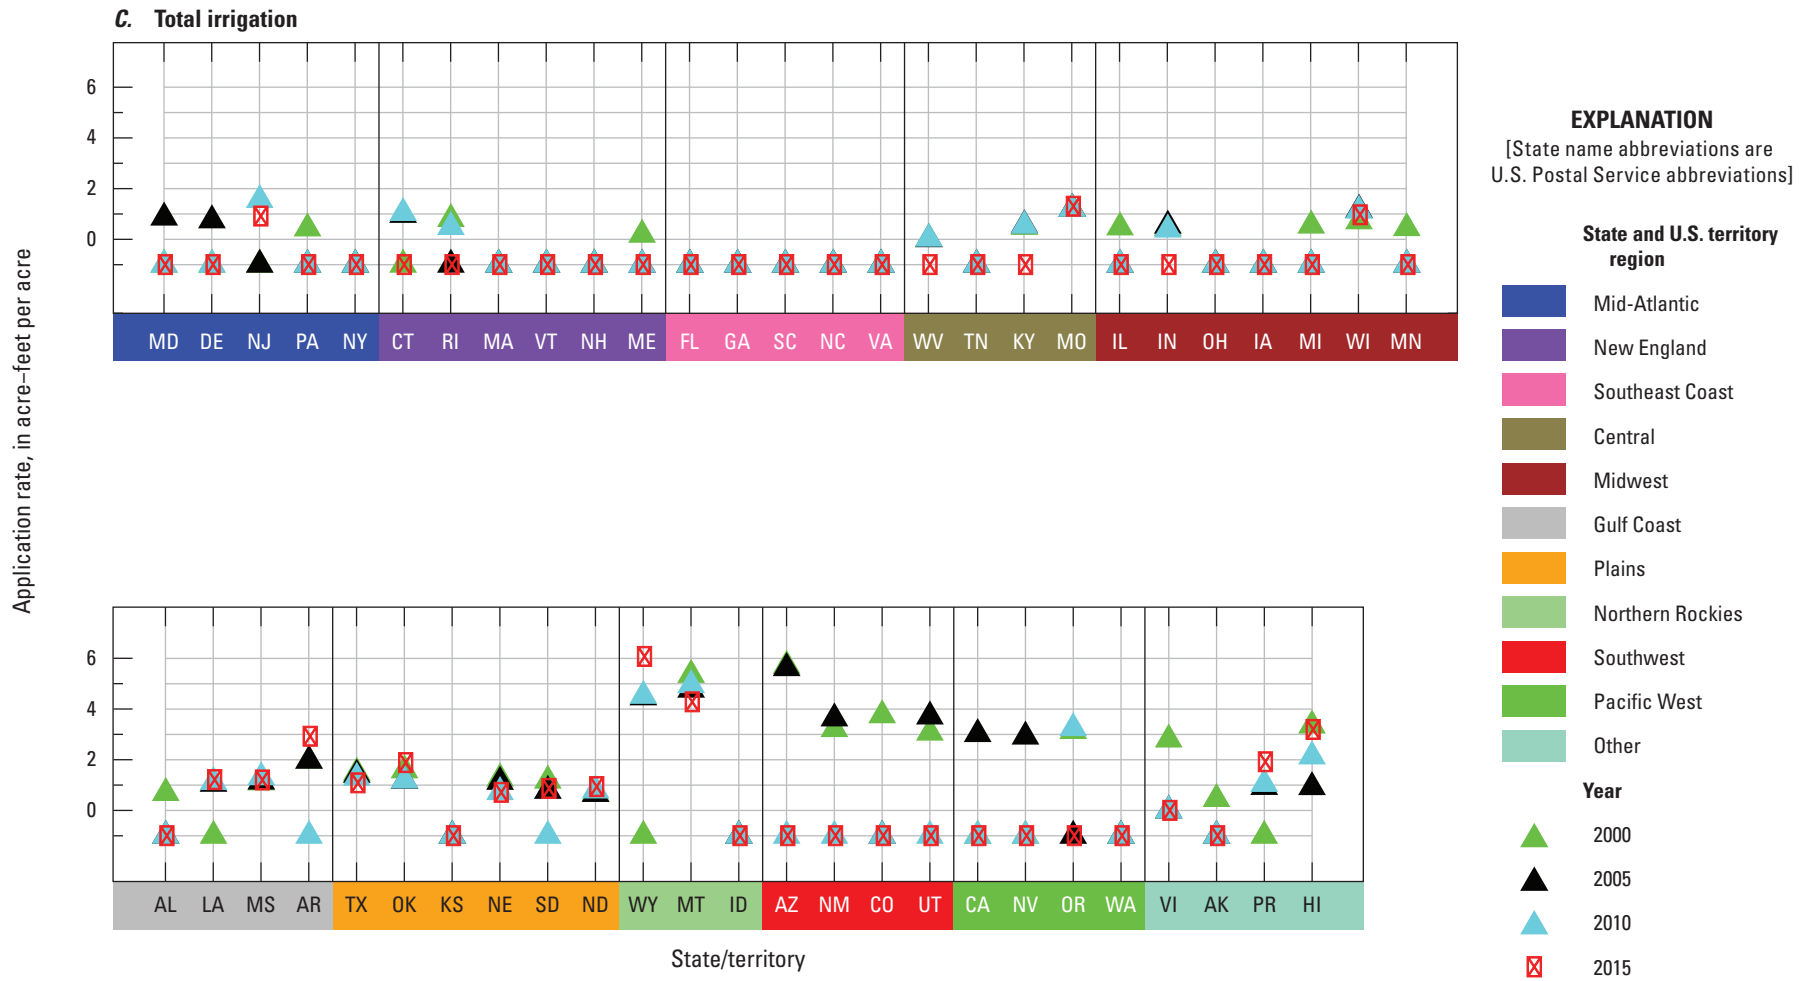 C. Total irrigation
6
4
2
0
MD DE NJ PA NY CT RI MA VT NH ME FL GA SC NC VA WV TN KY MO IL IN OH IA MI WI MN
Application rate, in acre–feet per acre
6
4
2
0
AL LA MS AR TX OK KS NE SD ND WY MT ID AZ NM CO UT CA NV OR WA VI AK PR HI
State/territory
EXPLANATION
[State name abbreviations are
U.S. Postal Service abbreviations]
State and U.S. territory
region
Mid-Atlantic
New England
Southeast Coast
Central
Midwest
Gulf Coast
Plains
Northern Rockies
Southwest
Pacific West
Other
Year
2000
2005
2010
2015